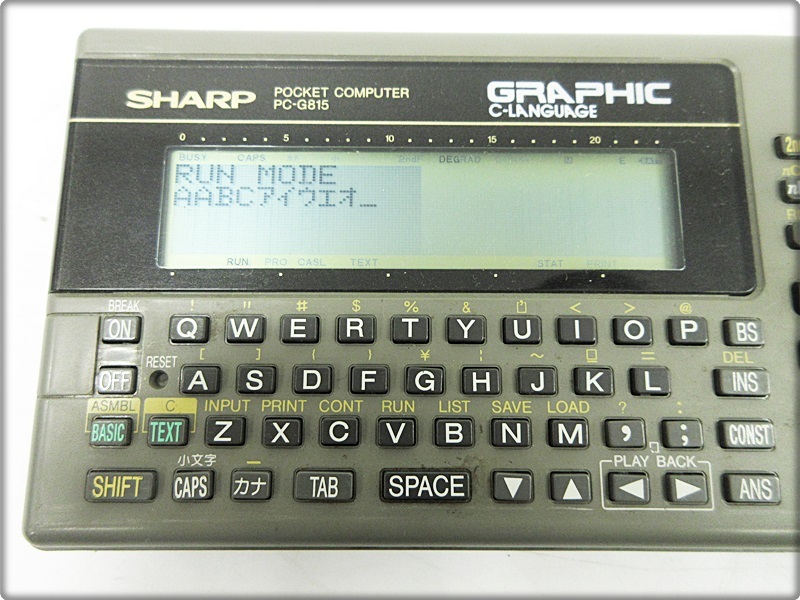 SHARP POCKET COMPUTER GRAPHIC
PC-G815 C-LANGUAGE
0 5 10 15 20
BUSY CAPS 2ndF DEGRAD E
RUN MODE
AABCアイウエオ_
RUN PRO CASL TEXT STAT PRINT
BREAK ! " # $ % & < > @
ON Q W E R T Y U I O P BS
RESET [ ] { } ¥ ¦ ~ = DEL
OFF A S D F G H J K L INS
ASMBL C INPUT PRINT CONT RUN LIST SAVE LOAD ? :
BASIC TEXT Z X C V B N M , ; CONST
小文字 PLAY BACK
SHIFT CAPS カナ TAB SPACE ▼ ▲ ◀ ▶ ANS